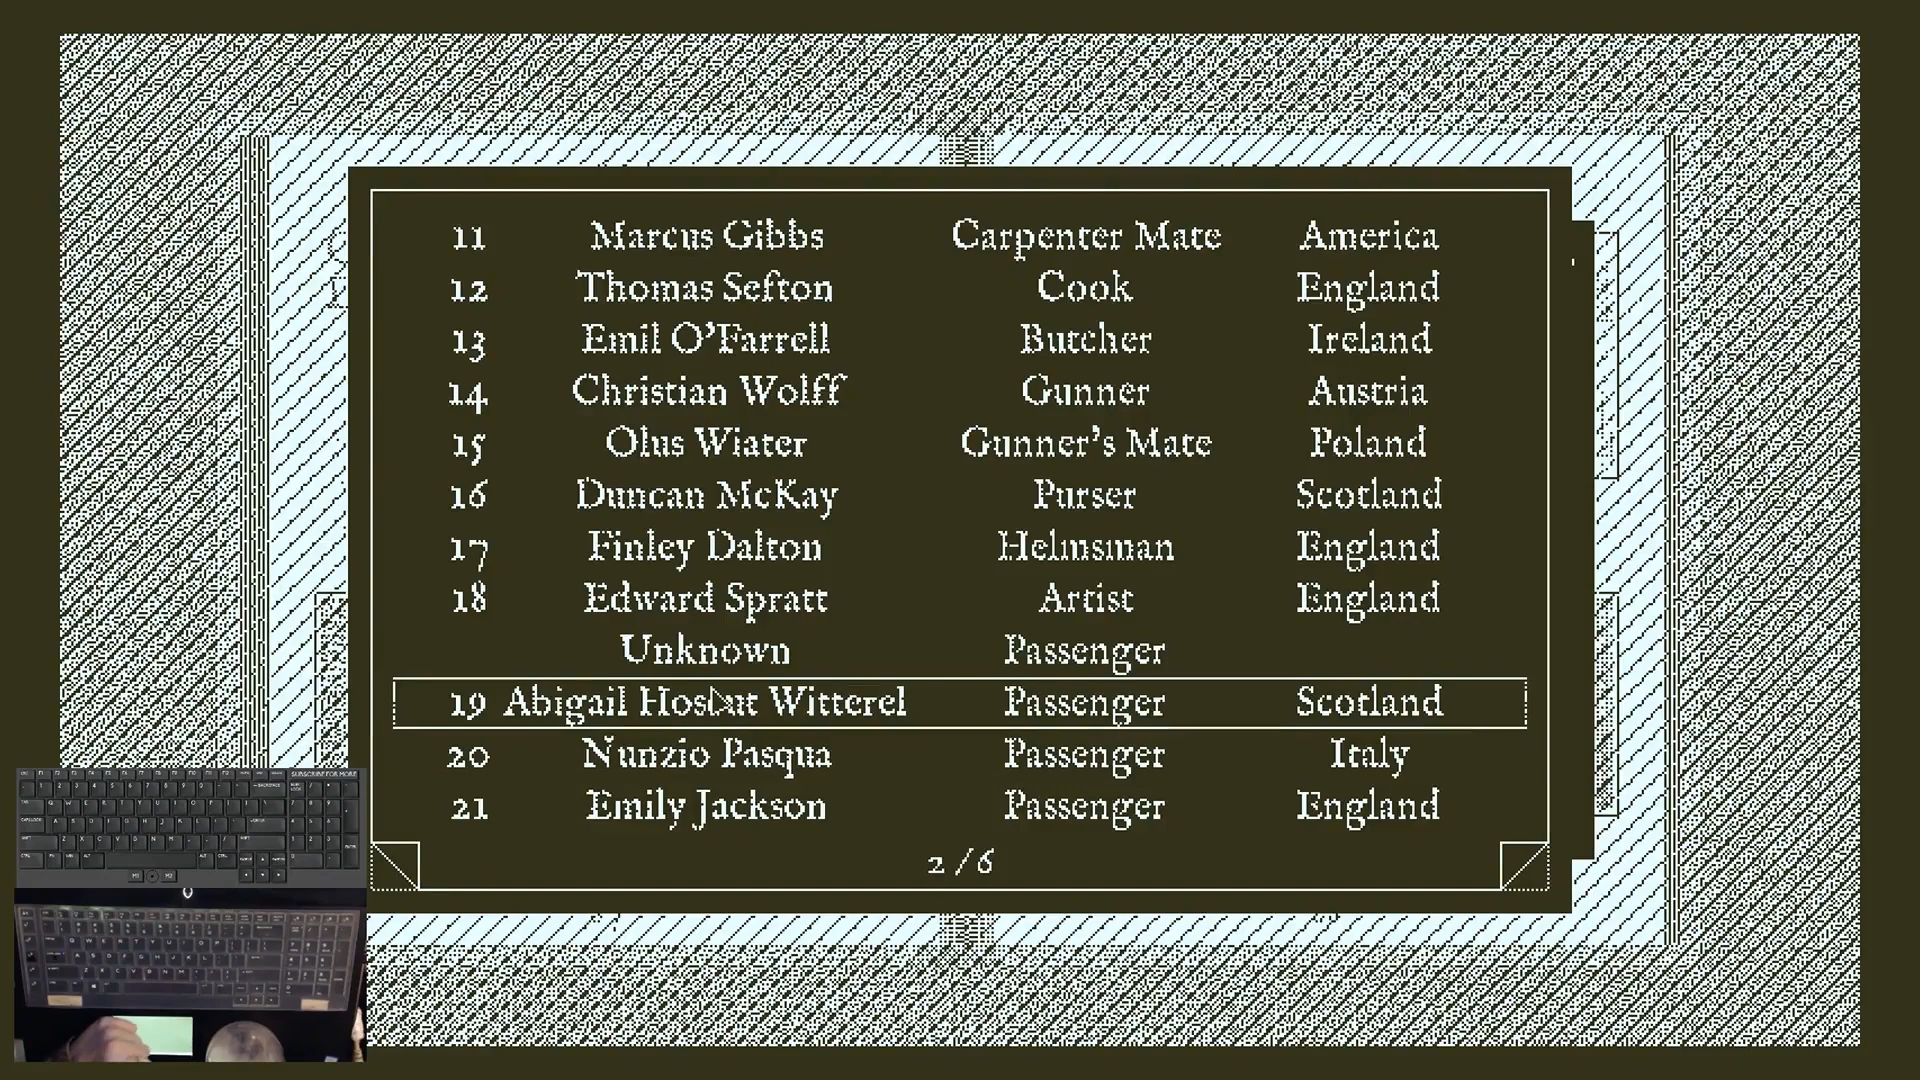 11 Marcus Gibbs Carpenter Mate America
12 Thomas Sefton Cook England
13 Emil O'Farrell Butcher Ireland
14 Christian Wolff Gunner Austria
15 Olus Wiater Gunner's Mate Poland
16 Duncan McKay Purser Scotland
17 Finley Dalton Helmsman England
18 Edward Spratt Artist England
Unknown Passenger
19 Abigail Witterel Passenger Scotland
20 Nunzio Pasqua Passenger Italy
21 Emily Jackson Passenger England
2 / 6
SUBSCRIBE FOR MORE